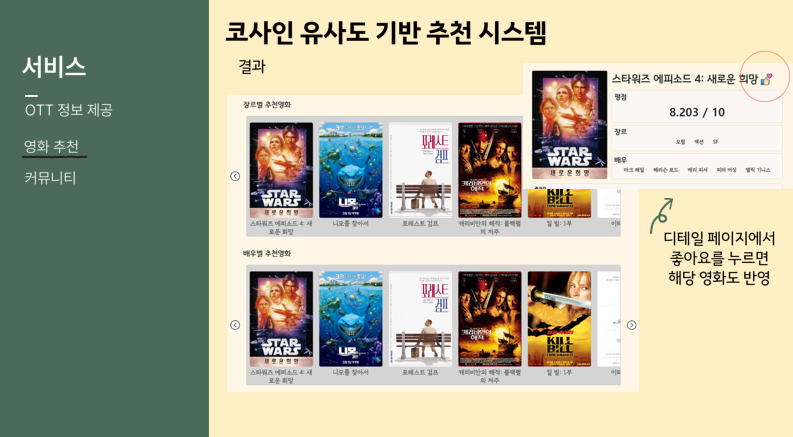 코사인 유사도 기반 추천 시스템
서비스
OTT 정보 제공
영화 추천
커뮤니티
결과
장르별 추천영화
STAR
WARS
새로운 희망
니모를
찾아서
포레스트
검프
캐리비안의
해적
KILL
BILL
스타워즈 에피소드 4: 새
로운 희망
니모를 찾아서
포레스트 검프
캐리비안의 해적: 블랙펄
의 저주
킬 빌: 1부
배우별 추천영화
STAR
WARS
새로운 희망
니모를
찾아서
포레스트
검프
캐리비안의
해적
KILL
BILL
스타워즈 에피소드 4: 새
로운 희망
니모를 찾아서
포레스트 검프
캐리비안의 해적: 블랙펄
의 저주
킬 빌: 1부
STAR
WARS
새로운 희망
스타워즈 에피소드 4: 새로운 희망
평점
8.203 / 10
장르
모험 액션 SF
배우
마크 해밀 해리슨 포드 캐리 피셔 피터 커싱 앨릭 기니스
디테일 페이지에서
좋아요를 누르면
해당 영화도 반영